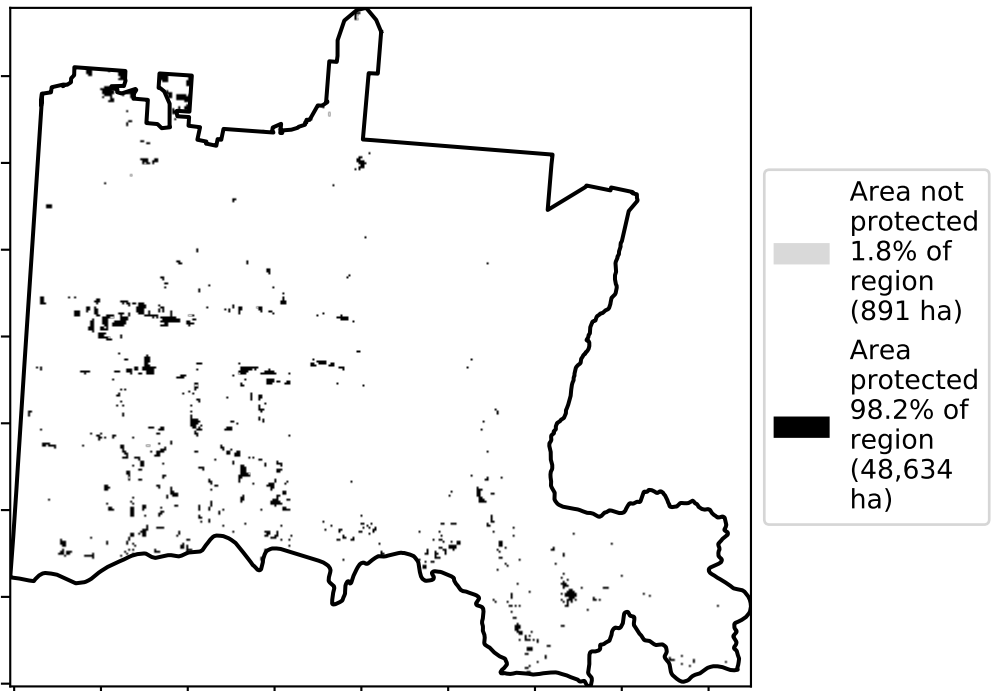 Area not
protected
1.8% of
region
(891 ha)
Area
protected
98.2% of
region
(48,634
ha)